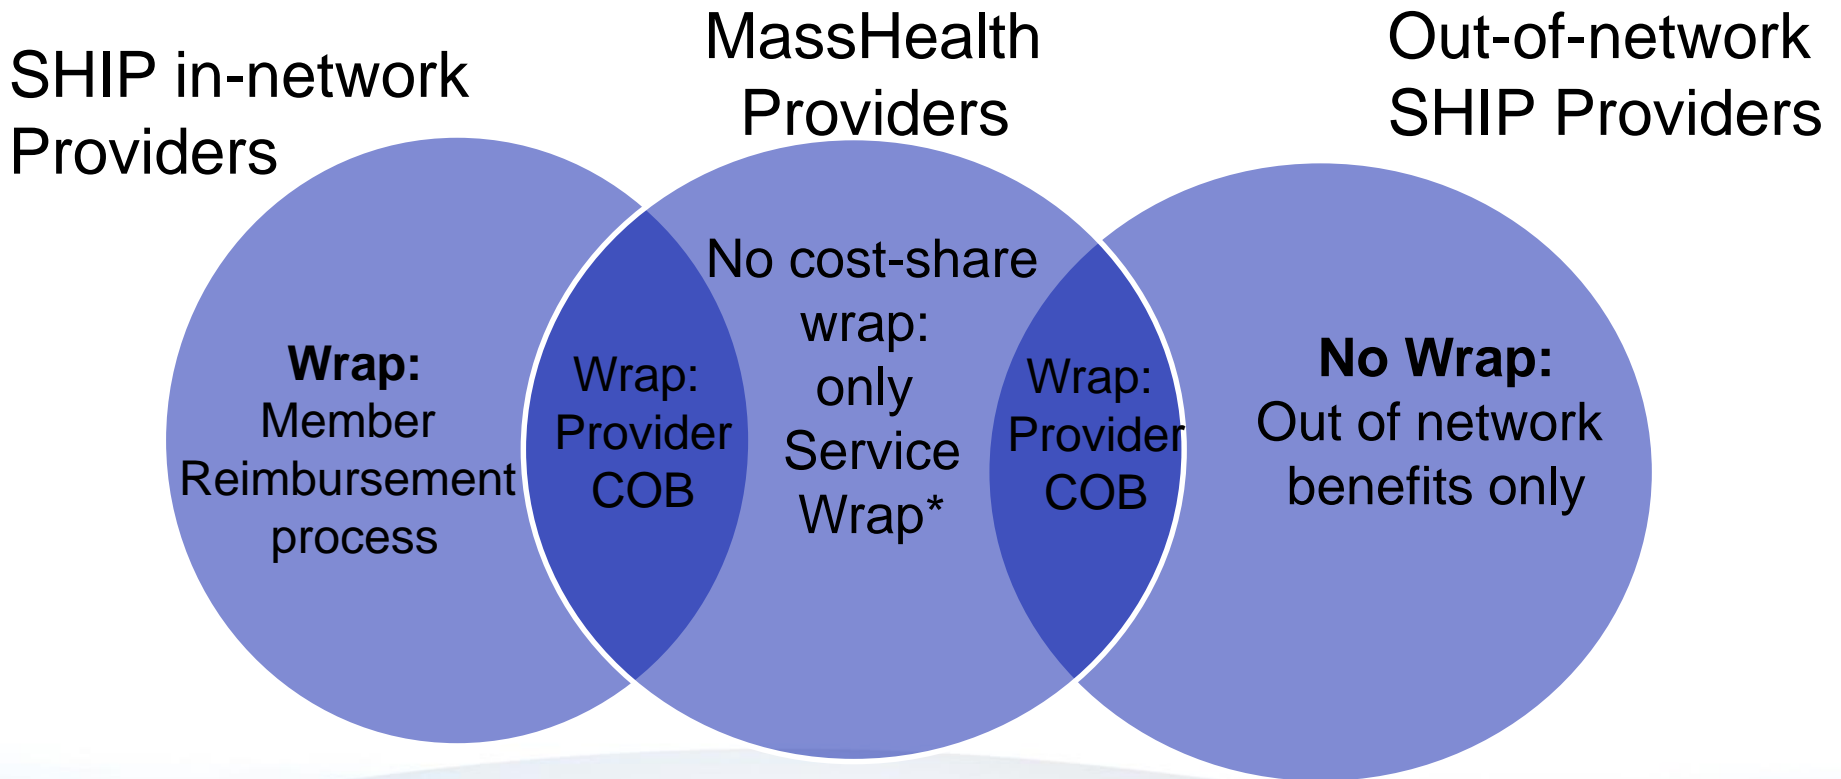 SHIP in-network
Providers
MassHealth
Providers
Out-of-network
SHIP Providers
Wrap:
Member
Reimbursement
process
Wrap:
Provider
COB
No cost-share
wrap:
only
Service
Wrap*
Wrap:
Provider
COB
No Wrap:
Out of network
benefits only